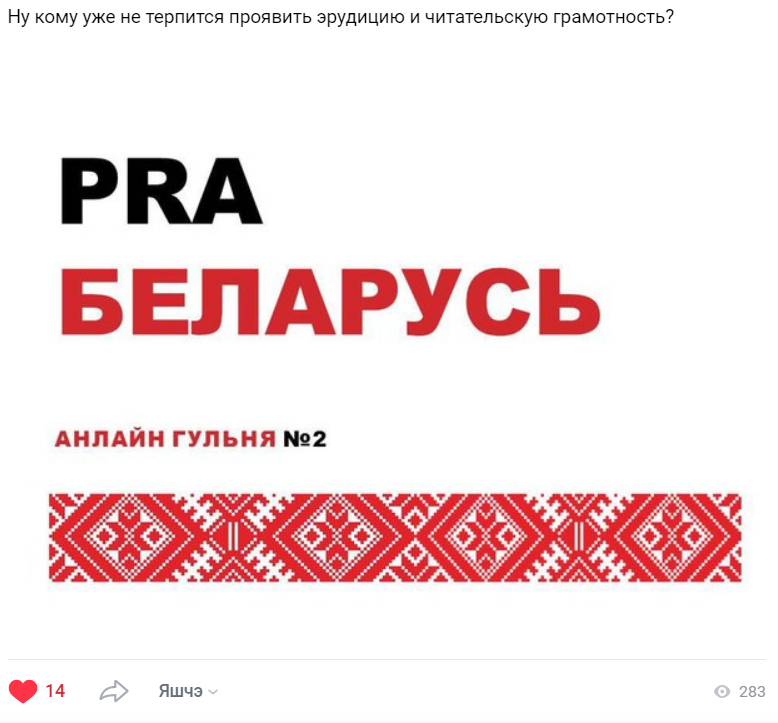 Ну кому уже не терпится проявить эрудицию и читательскую грамотность?
PRA
БЕЛАРУСЬ
АНЛАЙН ГУЛЬНЯ №2
14
Яшчэ
283